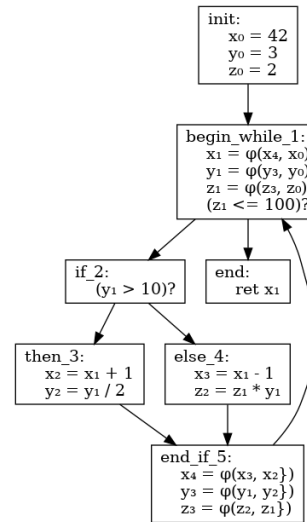 init:
x₀ = 42
y₀ = 3
z₀ = 2
begin_while_1:
x₁ = φ(x₄, x₀)
y₁ = φ(y₃, y₀)
z₁ = φ(z₃, z₀)
(z₁ <= 100)?
if_2:
(y₁ > 10)?
end:
ret x₁
then_3:
x₂ = x₁ + 1
y₂ = y₁ / 2
else_4:
x₃ = x₁ - 1
z₂ = z₁ * y₁
end_if_5:
x₄ = φ(x₃, x₂})
y₃ = φ(y₁, y₂})
z₃ = φ(z₂, z₁})